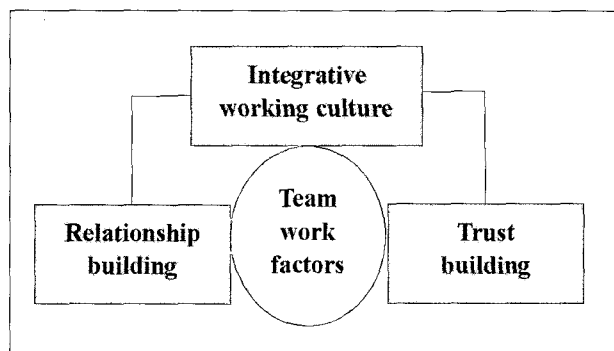 Integrative
working culture
Team
work
factors
Relationship
building
Trust
building